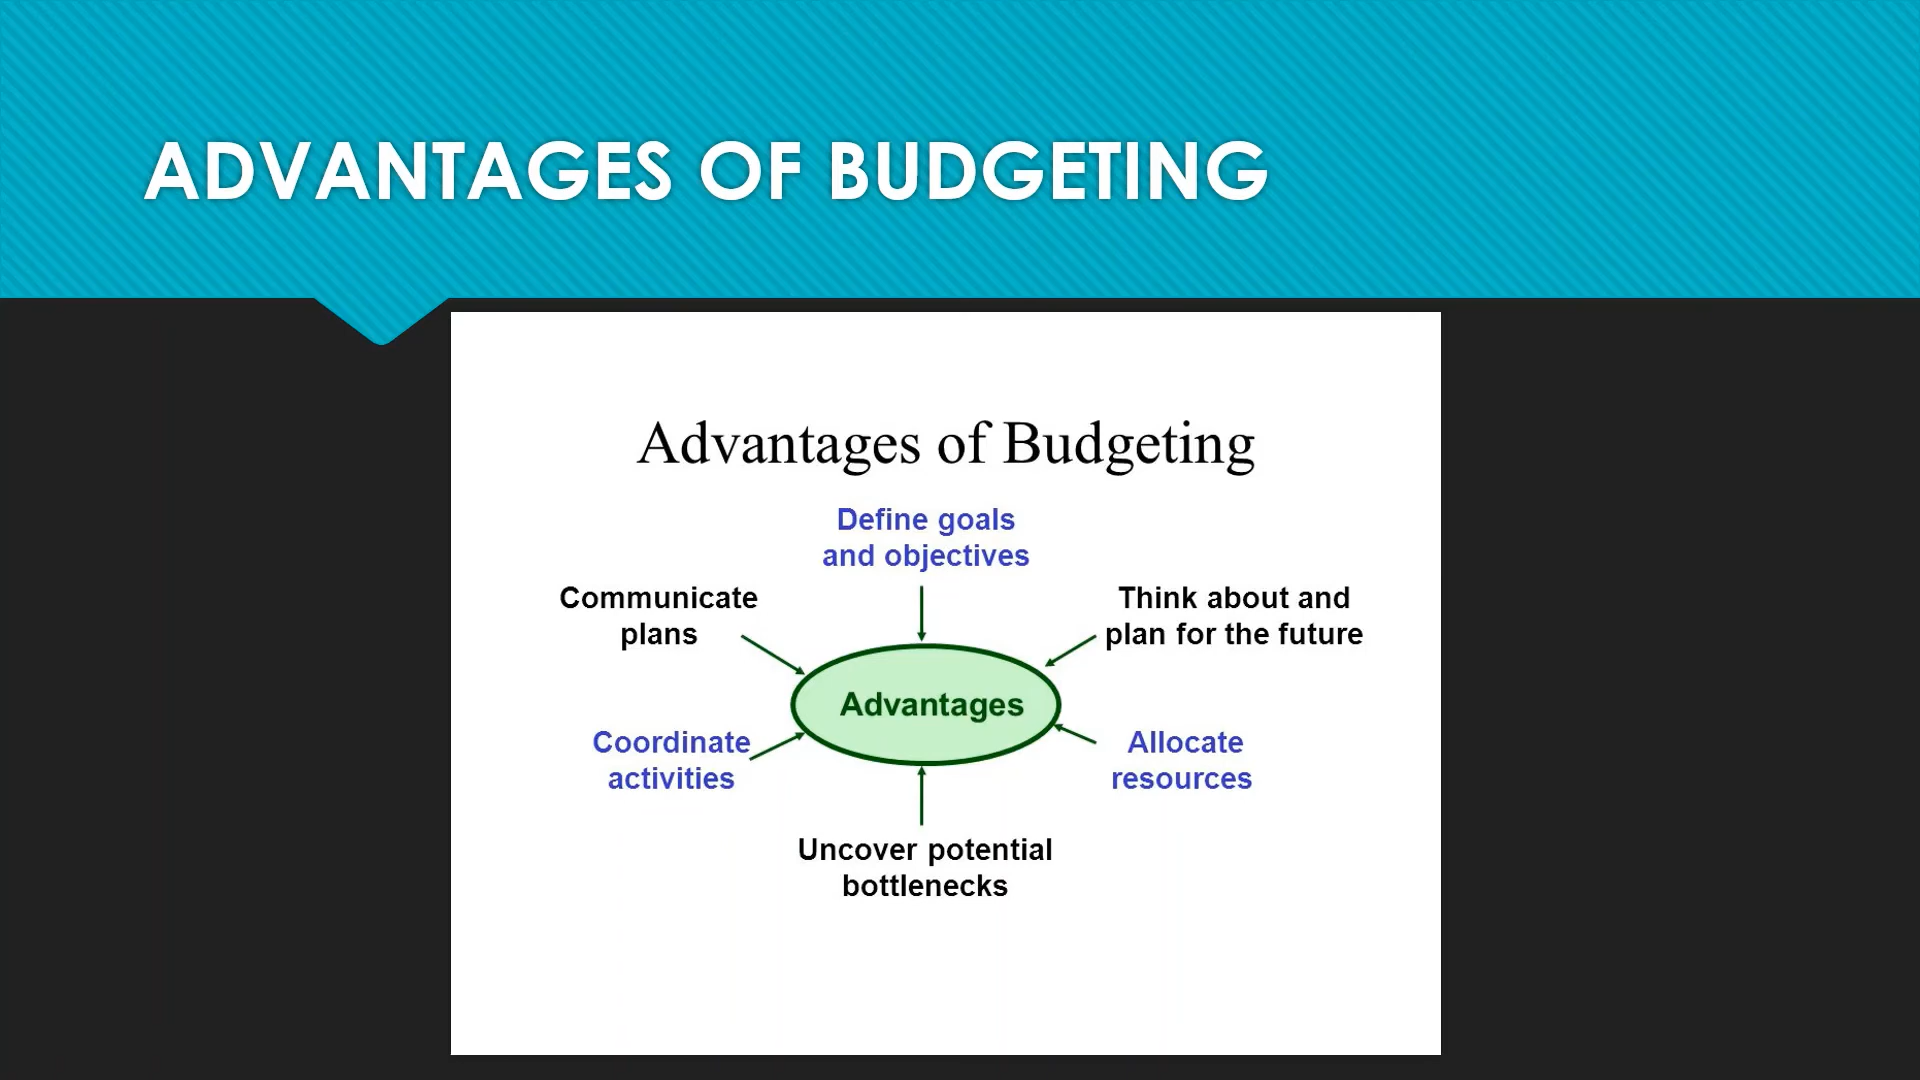 ADVANTAGES OF BUDGETING
Advantages of Budgeting
Define goals
and objectives
Communicate
plans
Think about and
plan for the future
Advantages
Coordinate
activities
Allocate
resources
Uncover potential
bottlenecks